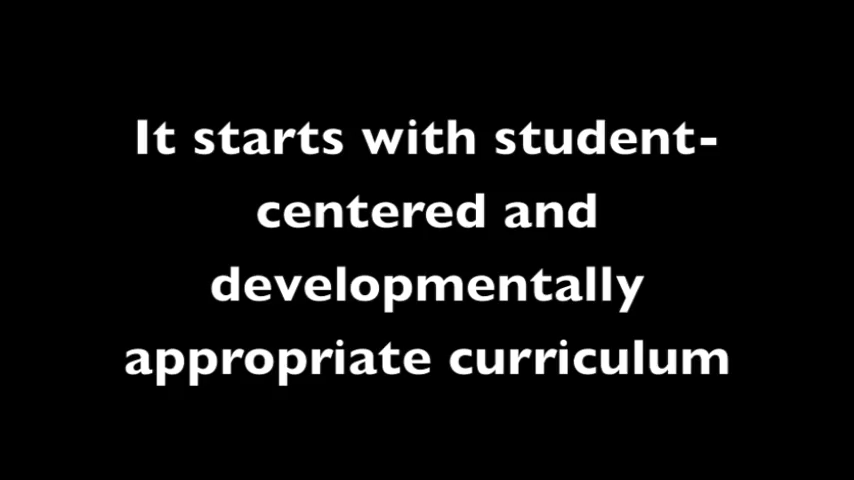 It starts with student-
centered and
developmentally
appropriate curriculum